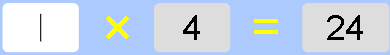 × 4 = 24